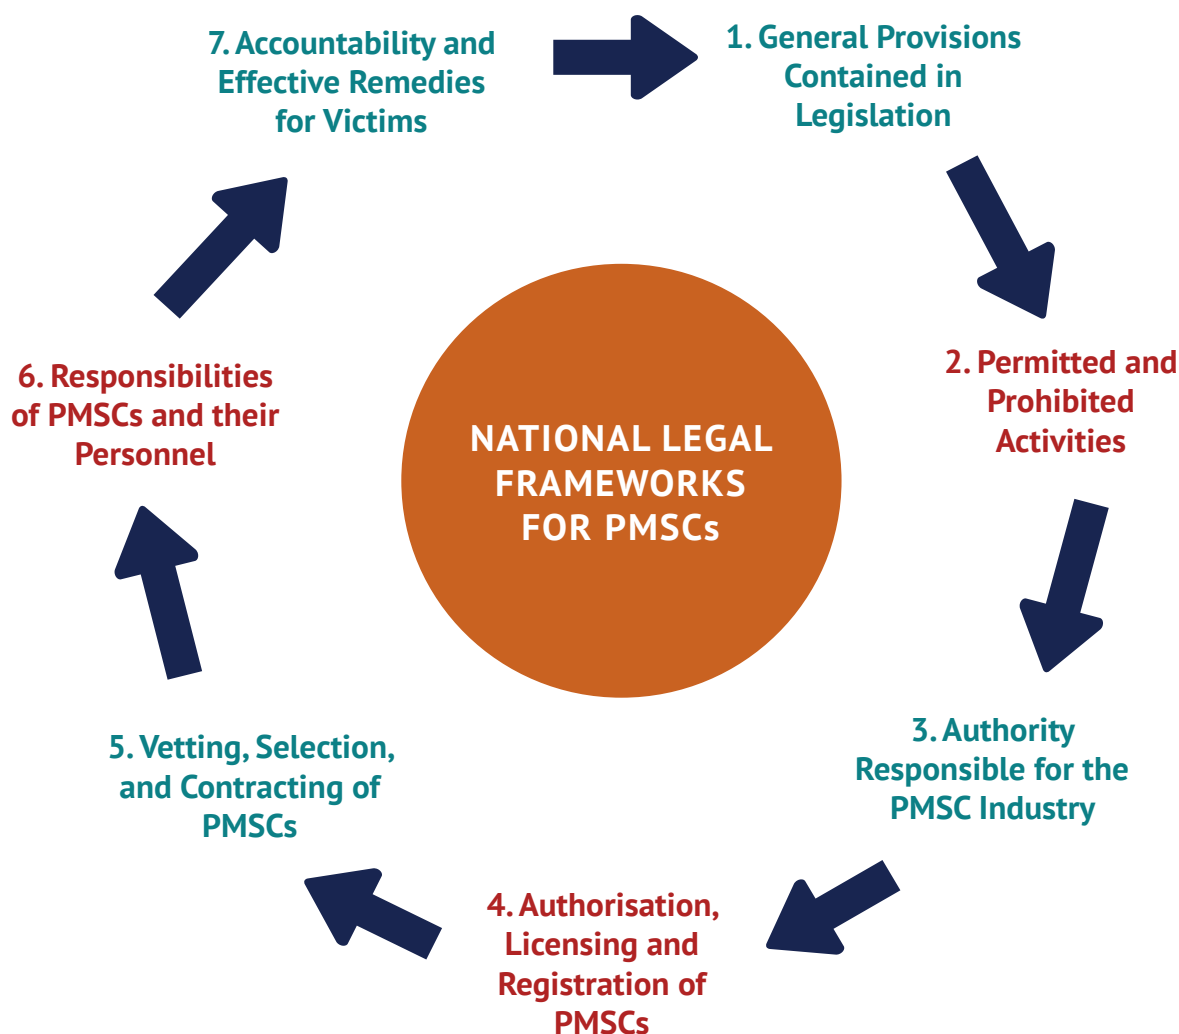 7. Accountability and
Effective Remedies
for Victims
1. General Provisions
Contained in
Legislation
2. Permitted and
Prohibited
Activities
3. Authority
Responsible for the
PMSC Industry
4. Authorisation,
Licensing and
Registration of
PMSCs
5. Vetting, Selection,
and Contracting of
PMSCs
6. Responsibilities
of PMSCs and their
Personnel
NATIONAL LEGAL
FRAMEWORKS
FOR PMSCs